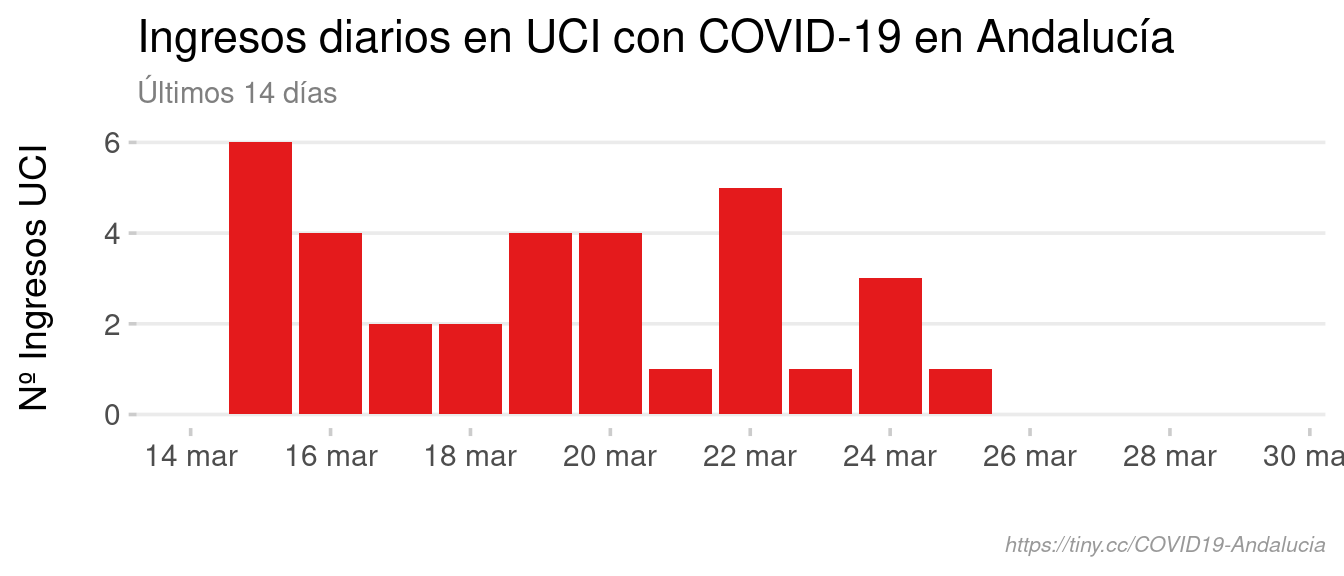 Ingresos diarios en UCI con COVID-19 en Andalucía
Últimos 14 días
Nº Ingresos UCI
6
4
2
0
14 mar 16 mar 18 mar 20 mar 22 mar 24 mar 26 mar 28 mar 30 ma
https://tiny.cc/COVID19-Andalucia